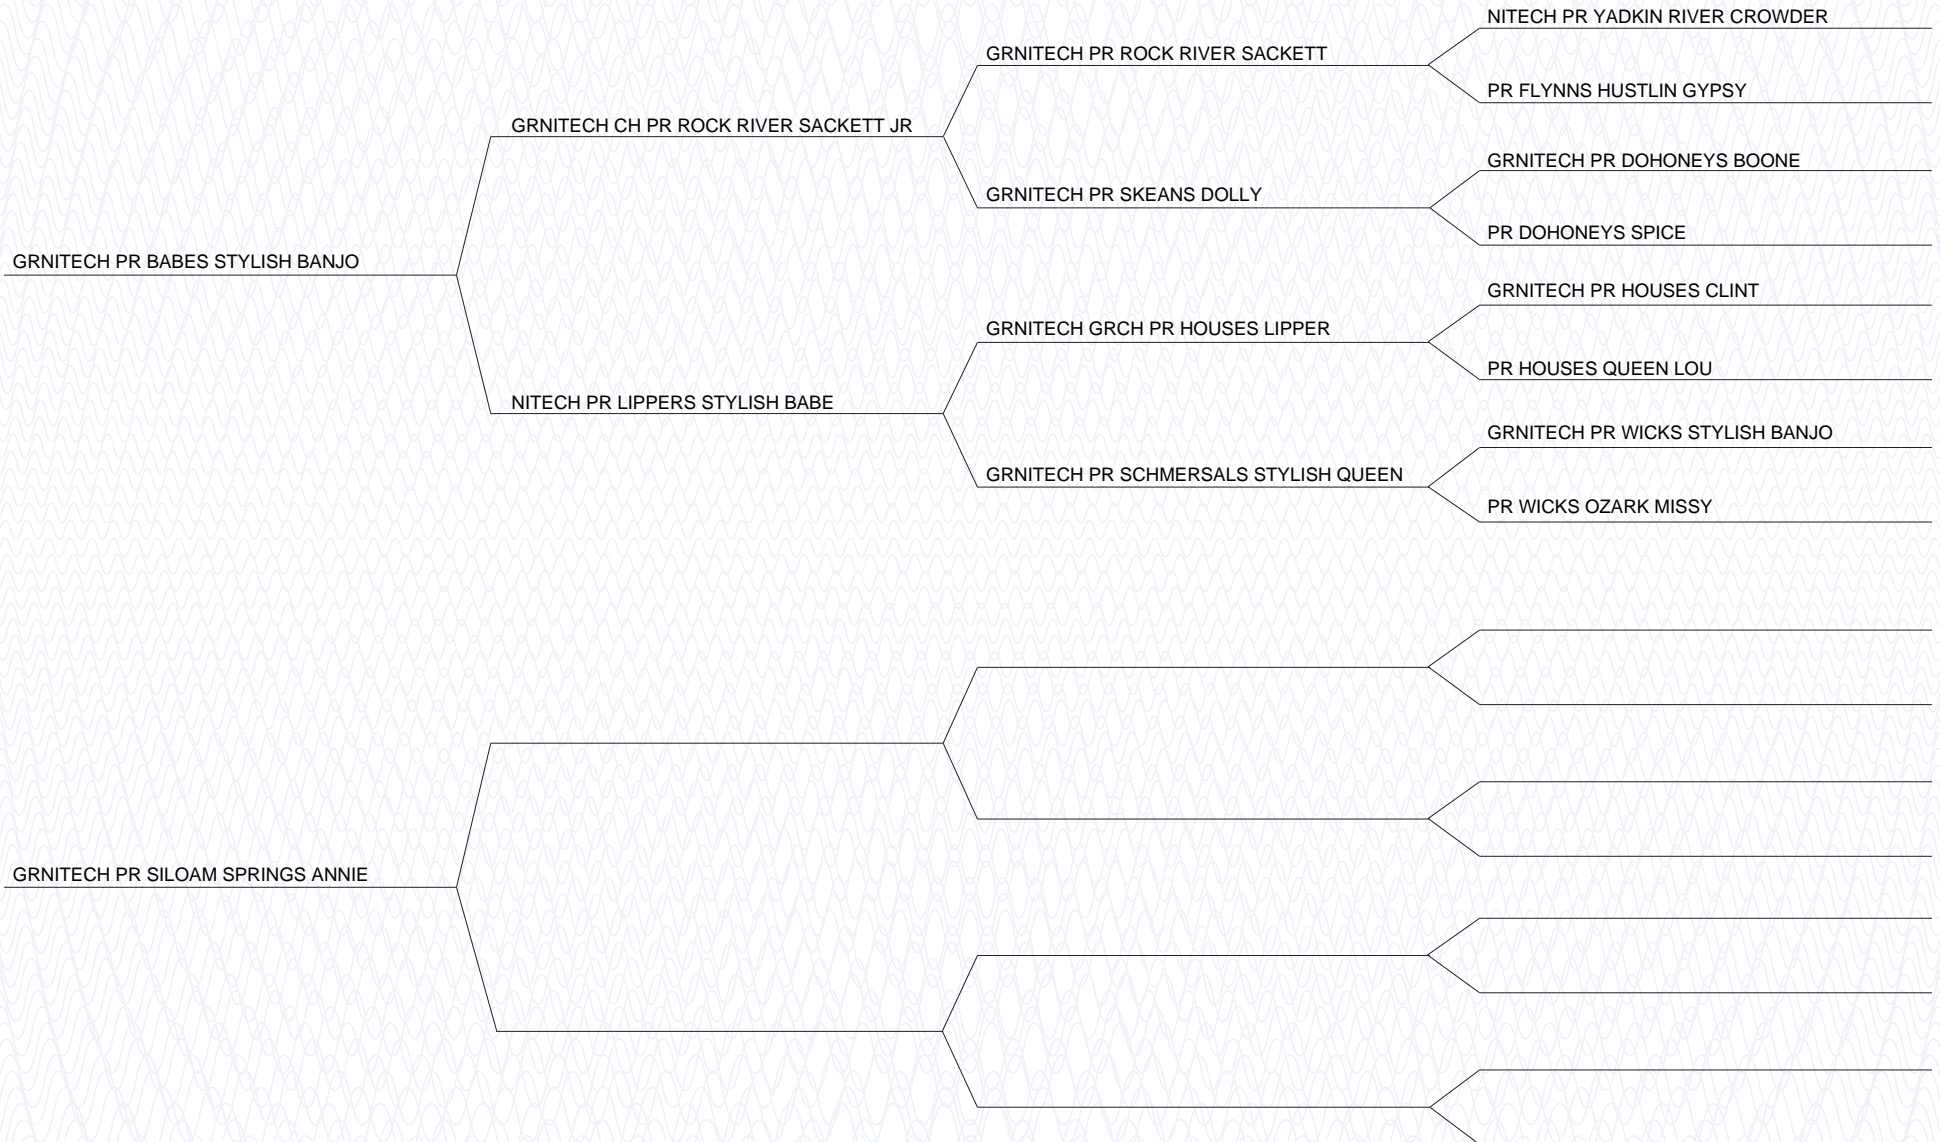 NITECH PR YADKIN RIVER CROWDER
GRNITECH PR ROCK RIVER SACKETT
PR FLYNNS HUSTLIN GYPSY
GRNITECH CH PR ROCK RIVER SACKETT JR
GRNITECH PR DOHONEYS BOONE
GRNITECH PR SKEANS DOLLY
PR DOHONEYS SPICE
GRNITECH PR BABES STYLISH BANJO
GRNITECH PR HOUSES CLINT
GRNITECH GRCH PR HOUSES LIPPER
PR HOUSES QUEEN LOU
NITECH PR LIPPERS STYLISH BABE
GRNITECH PR WICKS STYLISH BANJO
GRNITECH PR SCHMERSALS STYLISH QUEEN
PR WICKS OZARK MISSY
GRNITECH PR SILOAM SPRINGS ANNIE